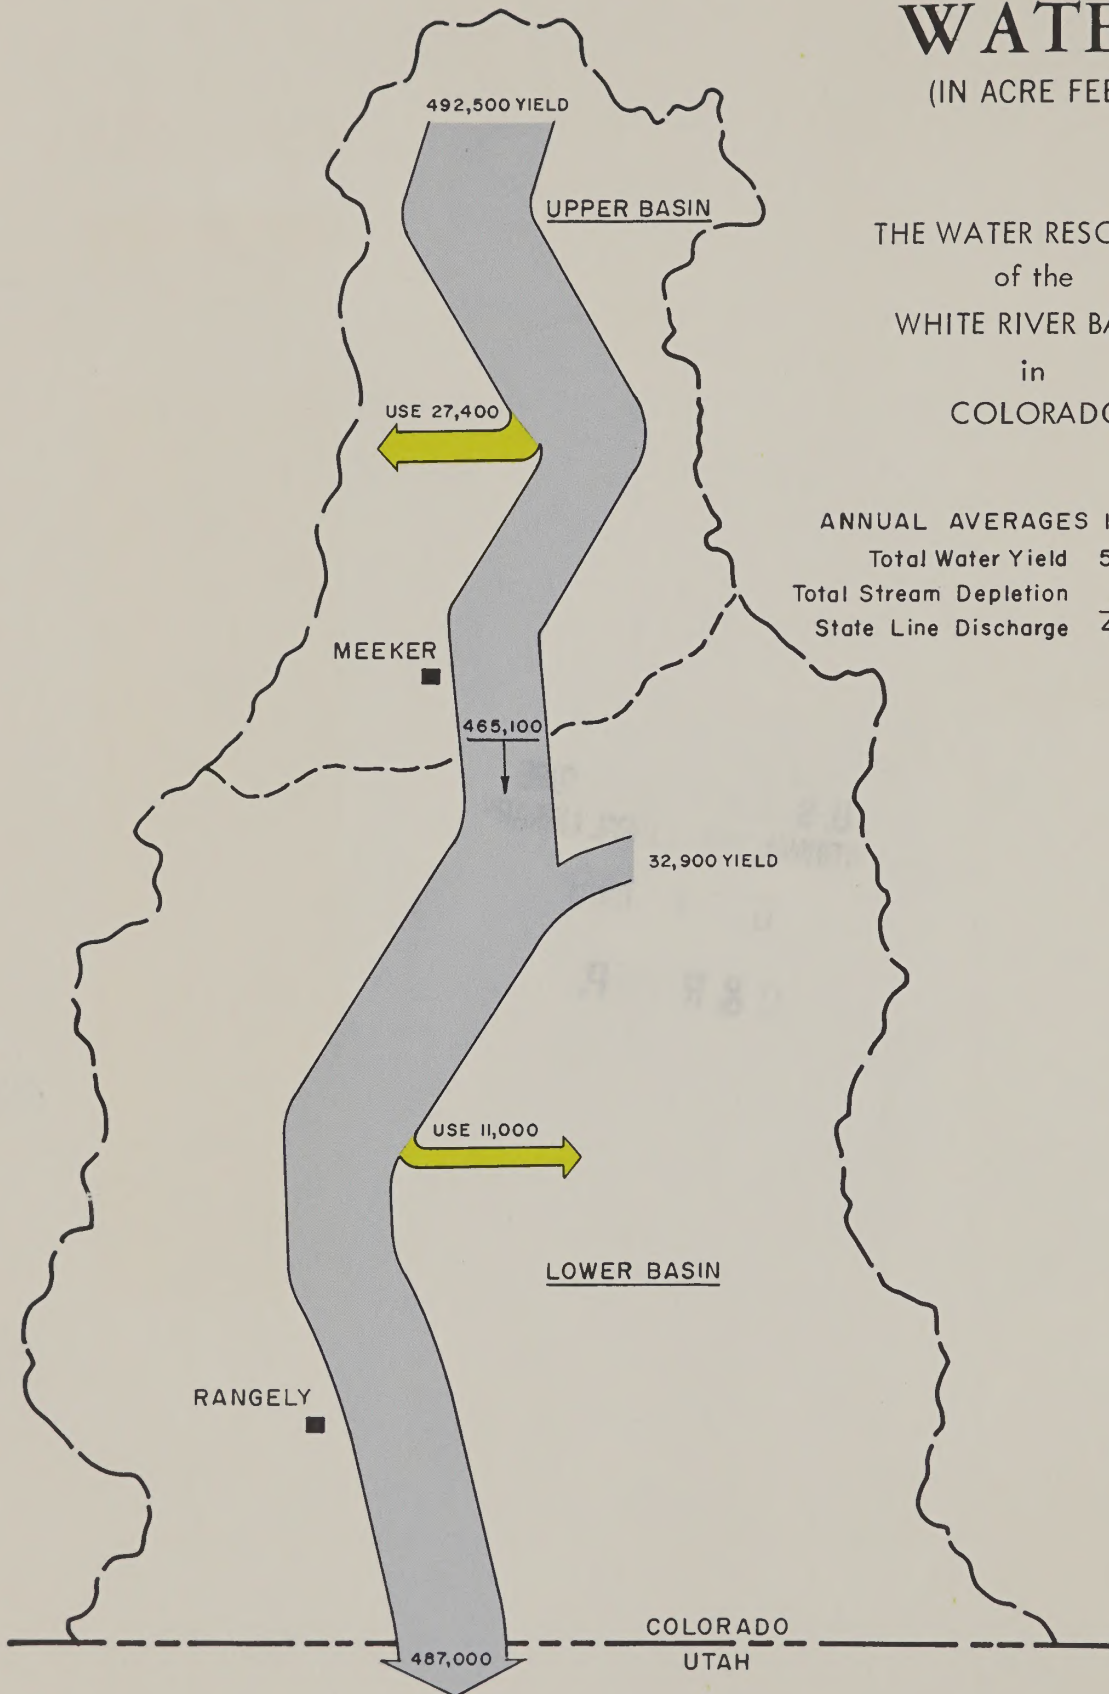 WATE
(IN ACRE FEE
THE WATER RESO
of the
WHITE RIVER BA
in
COLORADO
ANNUAL AVERAGES
Total Water Yield 5
Total Stream Depletion
State Line Discharge
492,500 YIELD
UPPER BASIN
USE 27,400
MEEKER
465,100
32,900 YIELD
USE 11,000
LOWER BASIN
RANGELY
COLORADO
UTAH
487,000